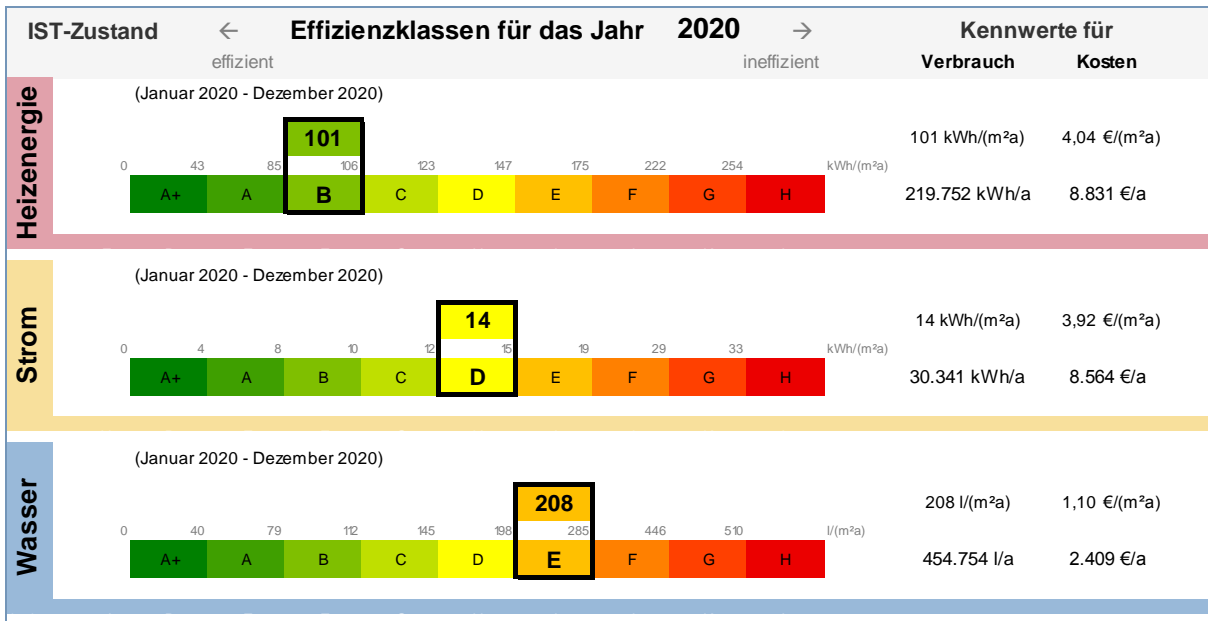 IST-Zustand ← Effizienzklassen für das Jahr 2020 → Kennwerte für
effizient ineffizient Verbrauch Kosten
Heizenergie
(Januar 2020 - Dezember 2020)
101
101 kWh/(m²a) 4,04 €/(m²a)
0 43 85 106 123 147 175 222 254 kWh/(m²a)
A+ A B C D E F G H
219.752 kWh/a 8.831 €/a
Strom
(Januar 2020 - Dezember 2020)
14
14 kWh/(m²a) 3,92 €/(m²a)
0 4 8 10 12 15 19 29 33 kWh/(m²a)
A+ A B C D E F G H
30.341 kWh/a 8.564 €/a
Wasser
(Januar 2020 - Dezember 2020)
208
208 l/(m²a) 1,10 €/(m²a)
0 40 79 112 145 198 285 446 510 l/(m²a)
A+ A B C D E F G H
454.754 l/a 2.409 €/a